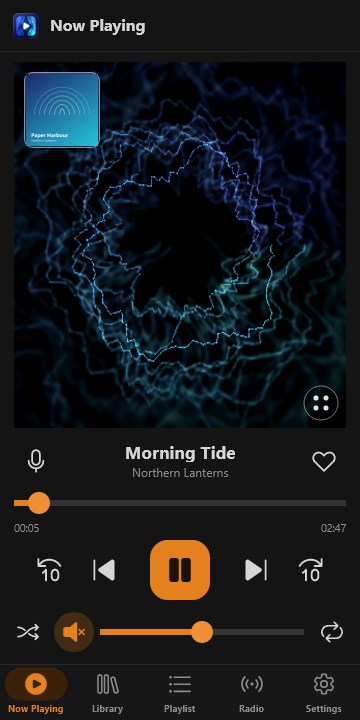 Now Playing
Paper Harbour
Morning Tide
Northern Lanterns
00:05
02:47
10
10
Now Playing
Library
Playlist
Radio
Settings